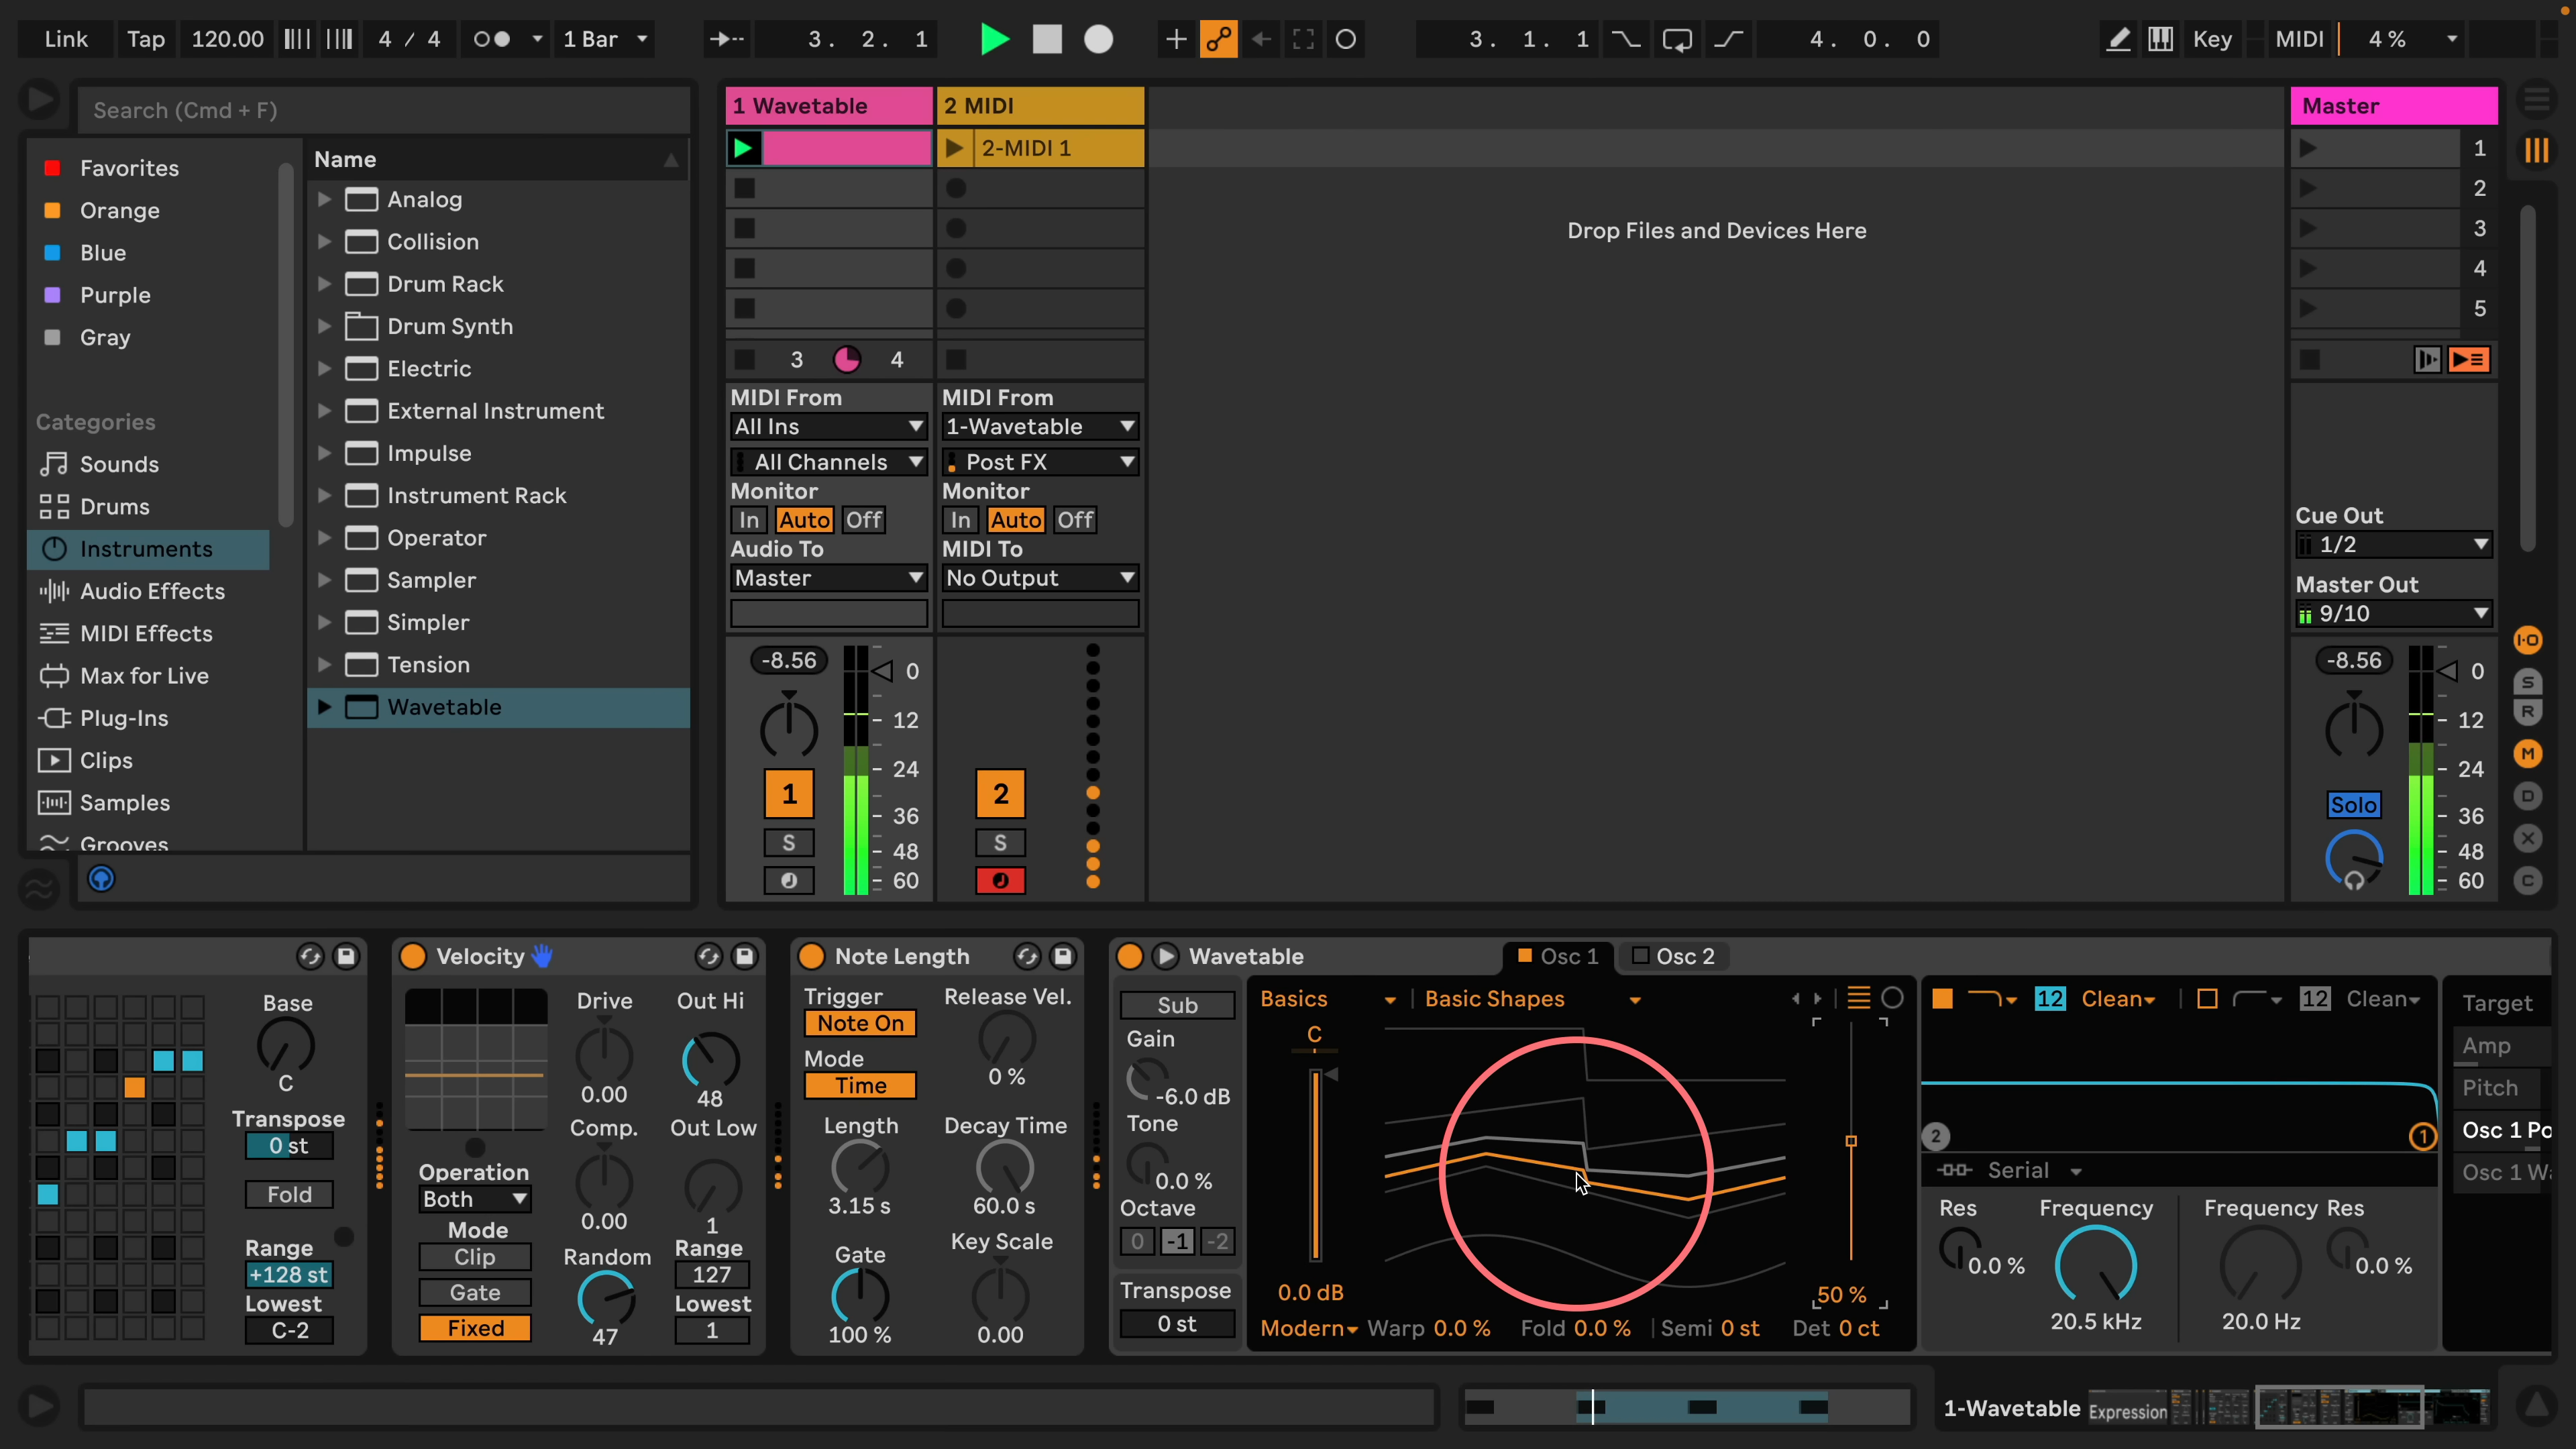 Link Tap 120.00 4 / 4 1 Bar 3. 2. 1 3. 1. 1 4. 0. 0 Key MIDI 4 %
Search (Cmd + F)
Favorites
Orange
Blue
Purple
Gray
Categories
Sounds
Drums
Instruments
Audio Effects
MIDI Effects
Max for Live
Plug-Ins
Clips
Samples
Grooves
Name
Analog
Collision
Drum Rack
Drum Synth
Electric
External Instrument
Impulse
Instrument Rack
Operator
Sampler
Simpler
Tension
Wavetable
1 Wavetable
3 4
MIDI From
All Ins
All Channels
Monitor
In Auto Off
Audio To
Master
-8.56
0
12
24
36
48
60
1
S
2 MIDI
2-MIDI 1
MIDI From
1-Wavetable
Post FX
Monitor
In Auto Off
MIDI To
No Output
2
S
Drop Files and Devices Here
Master
1
2
3
4
5
Cue Out
1/2
Master Out
9/10
-8.56
0
12
24
36
48
60
Solo
I·O
S
R
M
D
X
C
Base
C
Transpose
0 st
Fold
Range
+128 st
Lowest
C-2
Velocity
Operation
Both
Mode
Clip
Gate
Fixed
Drive
0.00
Comp.
0.00
Random
47
Out Hi
48
Out Low
1
Range
127
Lowest
1
Note Length
Trigger
Note On
Mode
Time
Length
3.15 s
Gate
100 %
Release Vel.
0 %
Decay Time
60.0 s
Key Scale
0.00
Wavetable Osc 1 Osc 2
Sub
Gain
-6.0 dB
Tone
0.0 %
Octave
0 -1 -2
Transpose
0 st
Basics Basic Shapes
C
0.0 dB
50 %
Modern Warp 0.0 % Fold 0.0 % Semi 0 st Det 0 ct
12 Clean 12 Clean
2 1
Serial
Res Frequency Frequency Res
0.0 % 0.0 %
20.5 kHz 20.0 Hz
Target
Amp
Pitch
Osc 1 Po
Osc 1 W
1-Wavetable Expression